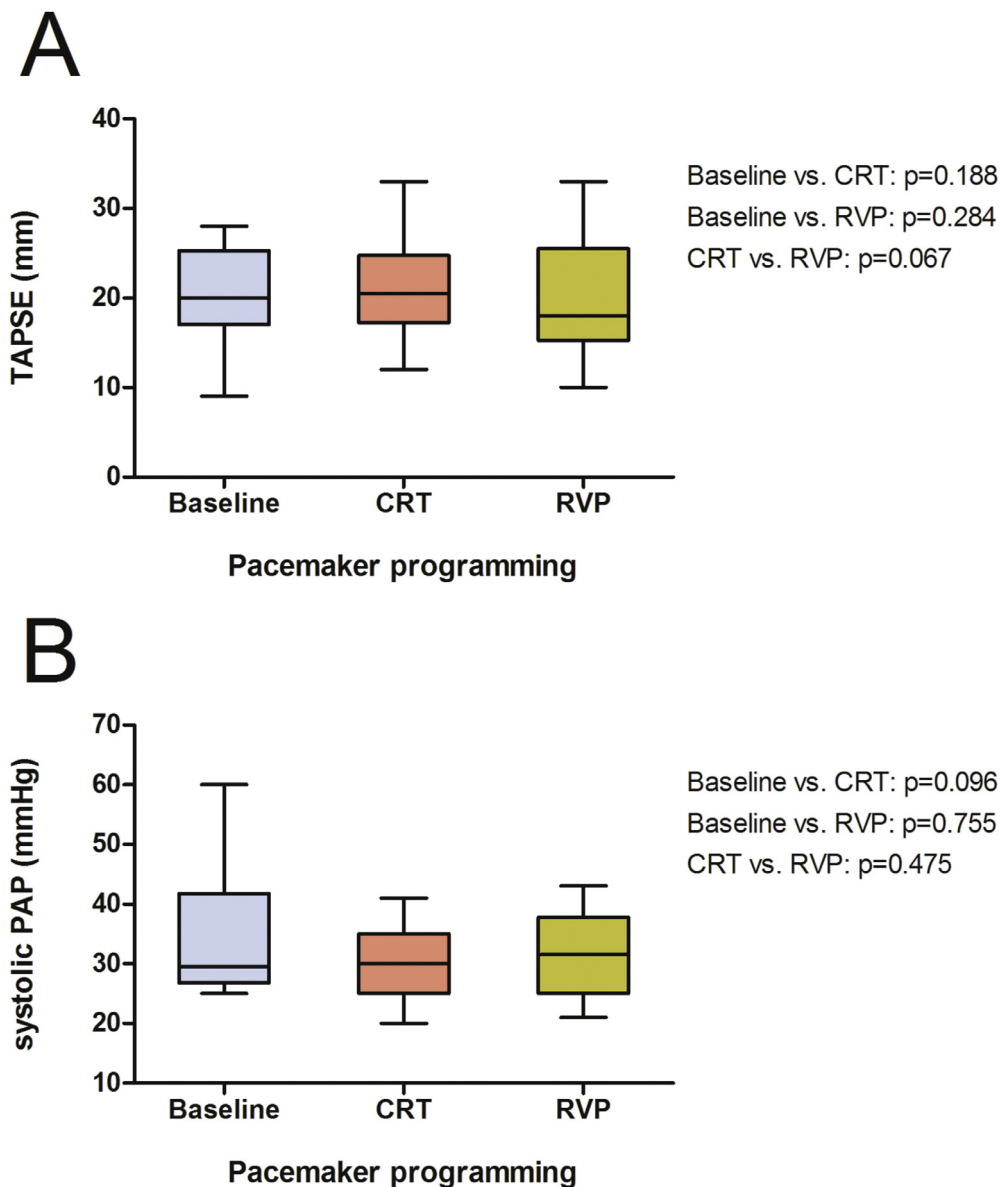 A
40
30
20
10
0
TAPSE (mm)
Baseline CRT RVP
Pacemaker programming
Baseline vs. CRT: p=0.188
Baseline vs. RVP: p=0.284
CRT vs. RVP: p=0.067
B
70
60
50
40
30
20
10
systolic PAP (mmHg)
Baseline CRT RVP
Pacemaker programming
Baseline vs. CRT: p=0.096
Baseline vs. RVP: p=0.755
CRT vs. RVP: p=0.475